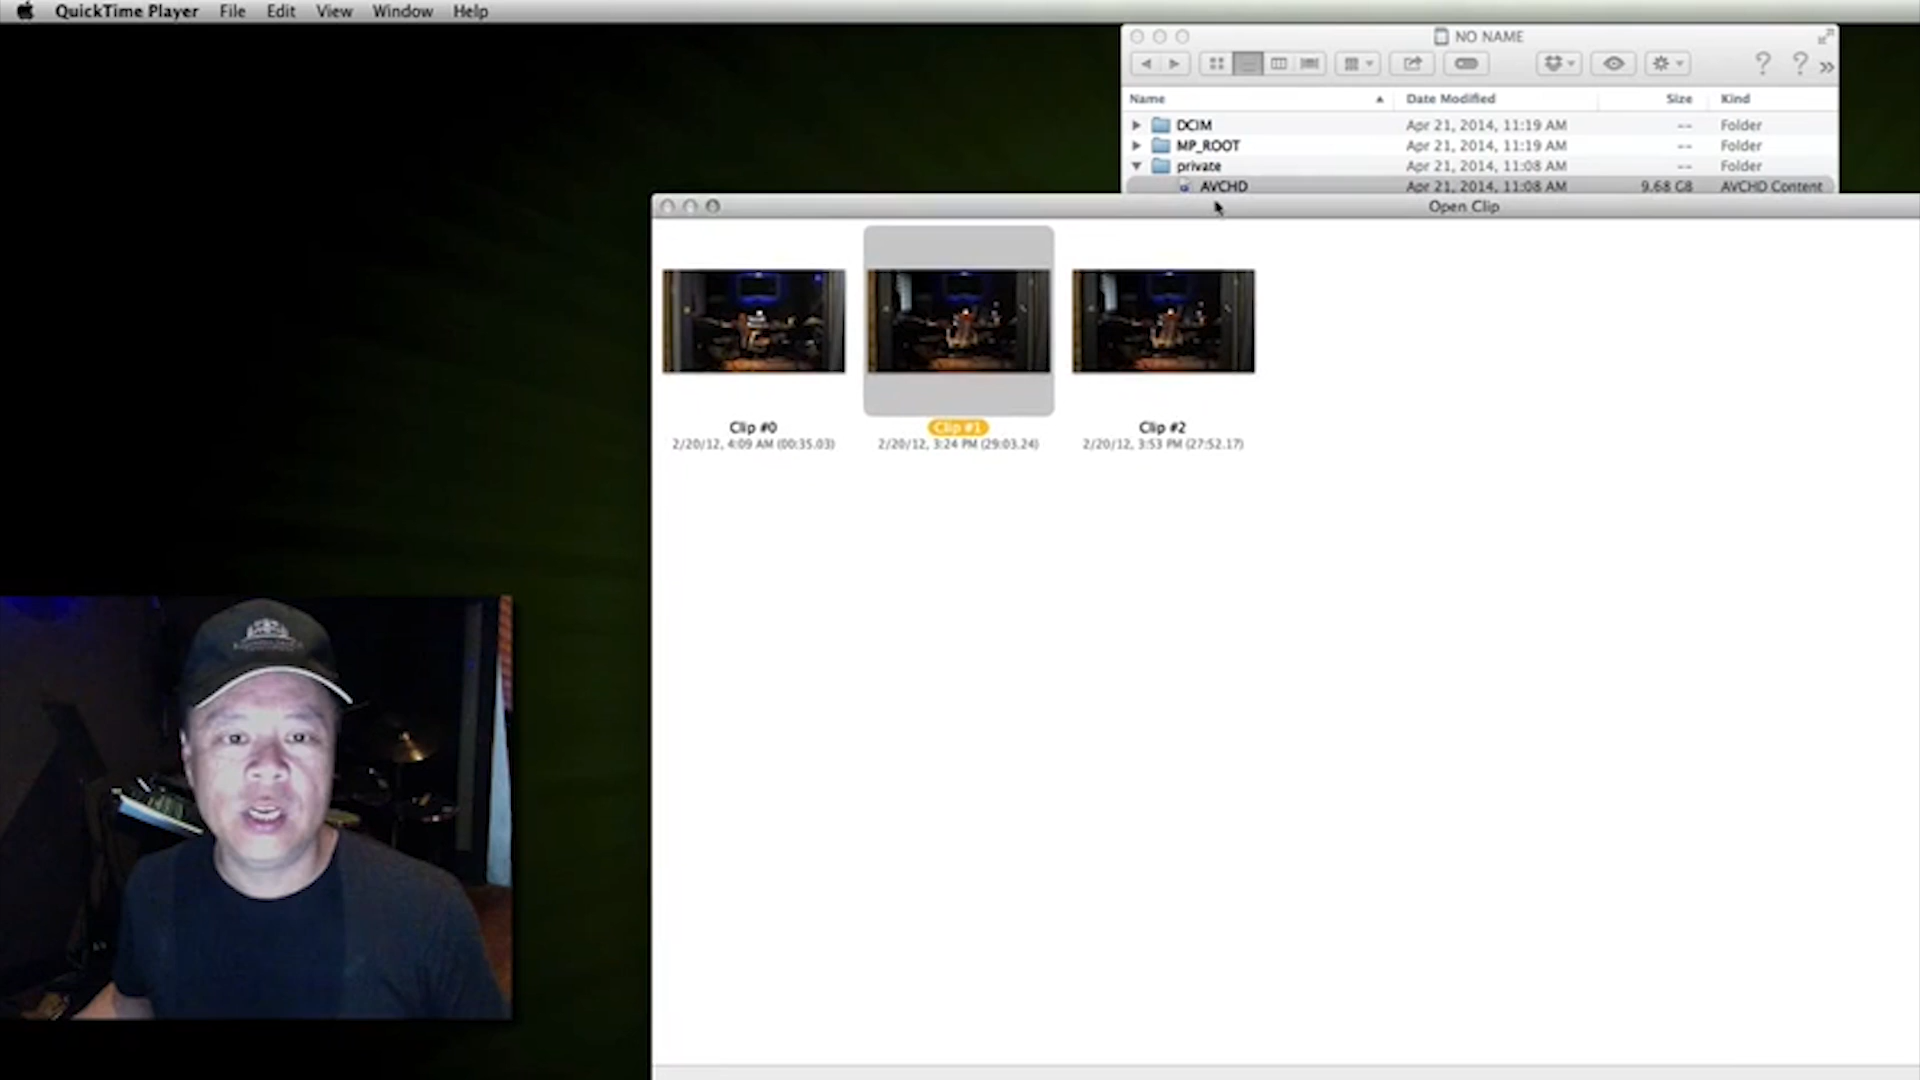 QuickTime Player File Edit View Window Help
NO NAME
Name Date Modified Size Kind
DCIM Apr 21, 2014, 11:19 AM -- Folder
MP_ROOT Apr 21, 2014, 11:19 AM -- Folder
private Apr 21, 2014, 11:08 AM -- Folder
AVCHD Apr 21, 2014, 11:08 AM 9.68 GB AVCHD Content
Open Clip
Clip #0 Clip #1 Clip #2
2/20/12, 4:09 AM (00:35.03) 2/20/12, 3:24 PM (29:03.24) 2/20/12, 3:53 PM (27:52.17)